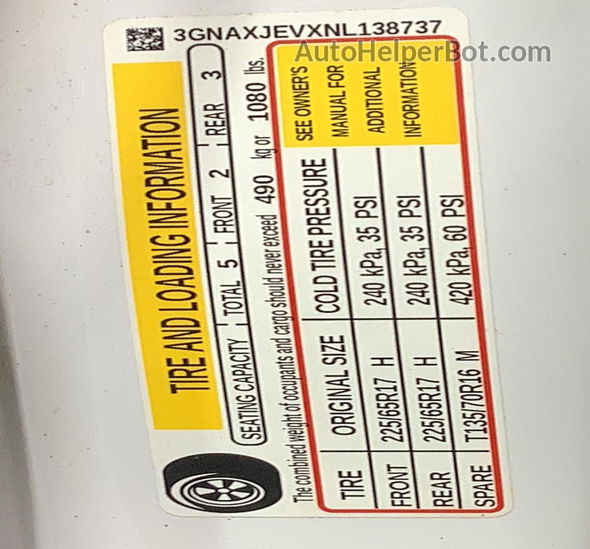 3GNAXJEVXNL138737
AutoHelperBot.com
TIRE AND LOADING INFORMATION
SEATING CAPACITY TOTAL 5 FRONT 2 REAR 3
The combined weight of occupants and cargo should never exceed 490 kg or 1080 lbs.
TIRE ORIGINAL SIZE COLD TIRE PRESSURE
FRONT 225/65R17 H 240 kPa, 35 PSI
REAR 225/65R17 H 240 kPa, 35 PSI
SPARE T135/70R16 M 420 kPa, 60 PSI
SEE OWNER'S
MANUAL FOR
ADDITIONAL
INFORMATION